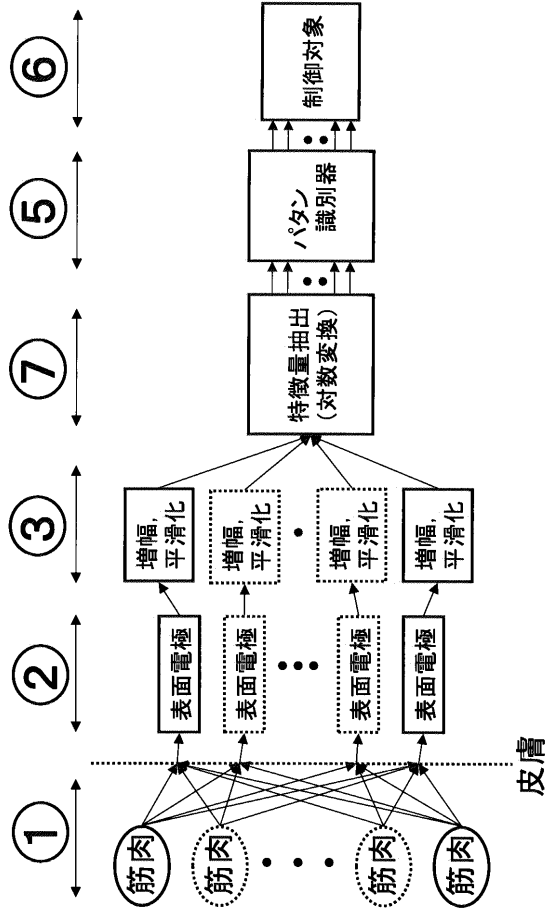 ①
②
③
⑦
⑤
⑥
筋肉
筋肉
・・・
筋肉
筋肉
皮膚
表面電極
表面電極
・・・
表面電極
表面電極
増幅,
平滑化
増幅,
平滑化
・
増幅,
平滑化
増幅,
平滑化
特徴量抽出
(対数変換)
パタン
識別器
制御対象